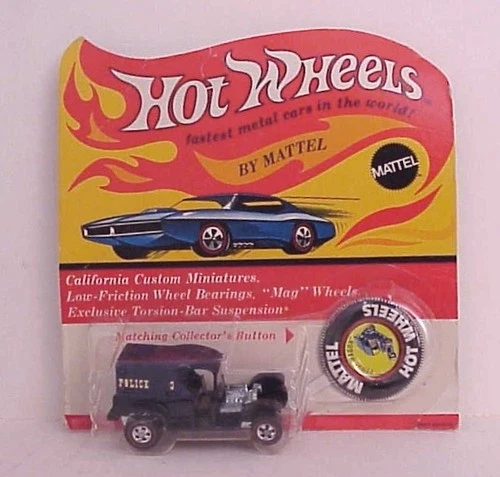 HOT WHEELS
fastest metal cars in the world!
BY MATTEL
MATTEL
California Custom Miniatures.
Low-Friction Wheel Bearings, "Mag" Wheels.
Exclusive Torsion-Bar Suspension*
Matching Collector's Button
HOT WHEELS
MATTEL
POLICE 3